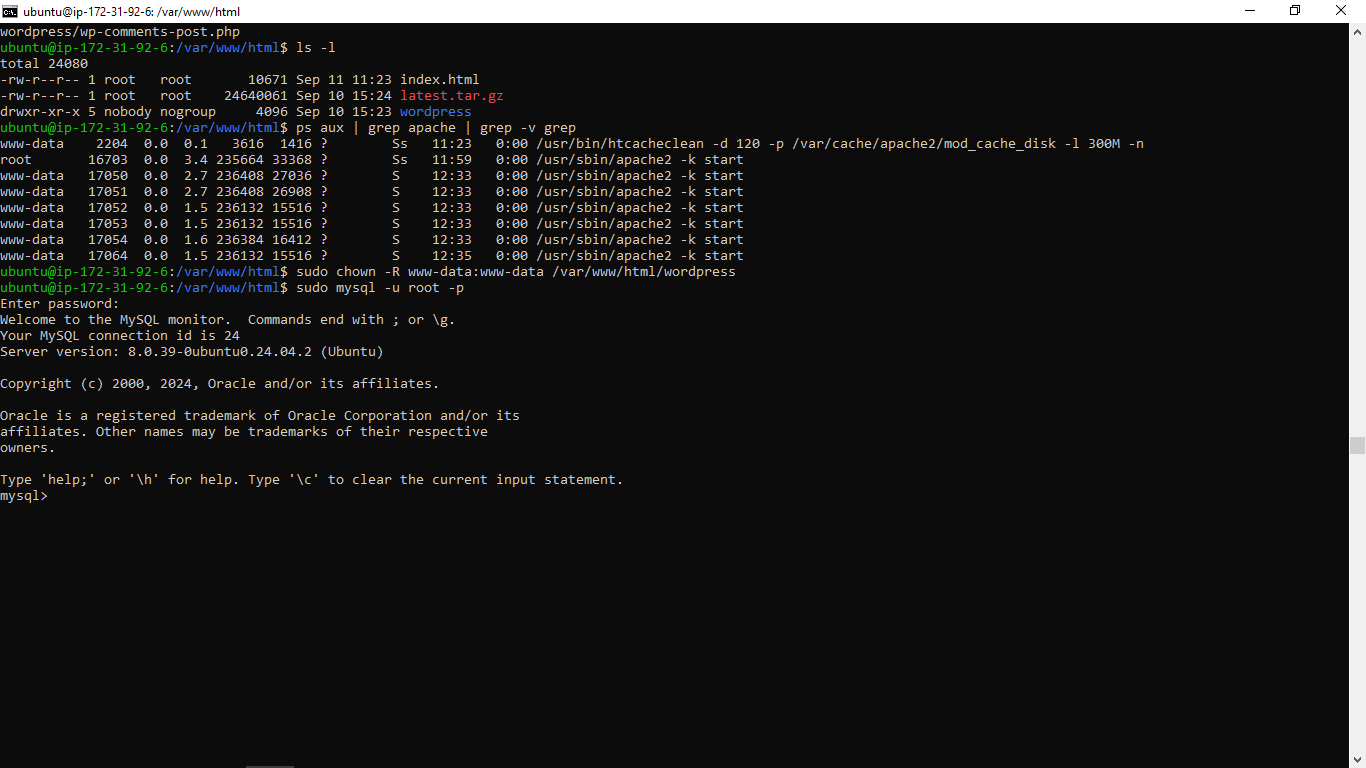 ubuntu@ip-172-31-92-6: /var/www/html
wordpress/wp-comments-post.php
ubuntu@ip-172-31-92-6:/var/www/html$ ls -l
total 24080
-rw-r--r-- 1 root   root       10671 Sep 11 11:23 index.html
-rw-r--r-- 1 root   root    24640061 Sep 10 15:24 latest.tar.gz
drwxr-xr-x 5 nobody nogroup     4096 Sep 10 15:23 wordpress
ubuntu@ip-172-31-92-6:/var/www/html$ ps aux | grep apache | grep -v grep
www-data    2204  0.0  0.1   3616  1416 ?        Ss   11:23   0:00 /usr/bin/htcacheclean -d 120 -p /var/cache/apache2/mod_cache_disk -l 300M -n
root       16703  0.0  3.4 235664 33368 ?        Ss   11:59   0:00 /usr/sbin/apache2 -k start
www-data   17050  0.0  2.7 236408 27036 ?        S    12:33   0:00 /usr/sbin/apache2 -k start
www-data   17051  0.0  2.7 236408 26908 ?        S    12:33   0:00 /usr/sbin/apache2 -k start
www-data   17052  0.0  1.5 236132 15516 ?        S    12:33   0:00 /usr/sbin/apache2 -k start
www-data   17053  0.0  1.5 236132 15516 ?        S    12:33   0:00 /usr/sbin/apache2 -k start
www-data   17054  0.0  1.6 236384 16412 ?        S    12:33   0:00 /usr/sbin/apache2 -k start
www-data   17064  0.0  1.5 236132 15516 ?        S    12:35   0:00 /usr/sbin/apache2 -k start
ubuntu@ip-172-31-92-6:/var/www/html$ sudo chown -R www-data:www-data /var/www/html/wordpress
ubuntu@ip-172-31-92-6:/var/www/html$ sudo mysql -u root -p
Enter password:
Welcome to the MySQL monitor.  Commands end with ; or \g.
Your MySQL connection id is 24
Server version: 8.0.39-0ubuntu0.24.04.2 (Ubuntu)
Copyright (c) 2000, 2024, Oracle and/or its affiliates.
Oracle is a registered trademark of Oracle Corporation and/or its
affiliates. Other names may be trademarks of their respective
owners.
Type 'help;' or '\h' for help. Type '\c' to clear the current input statement.
mysql>